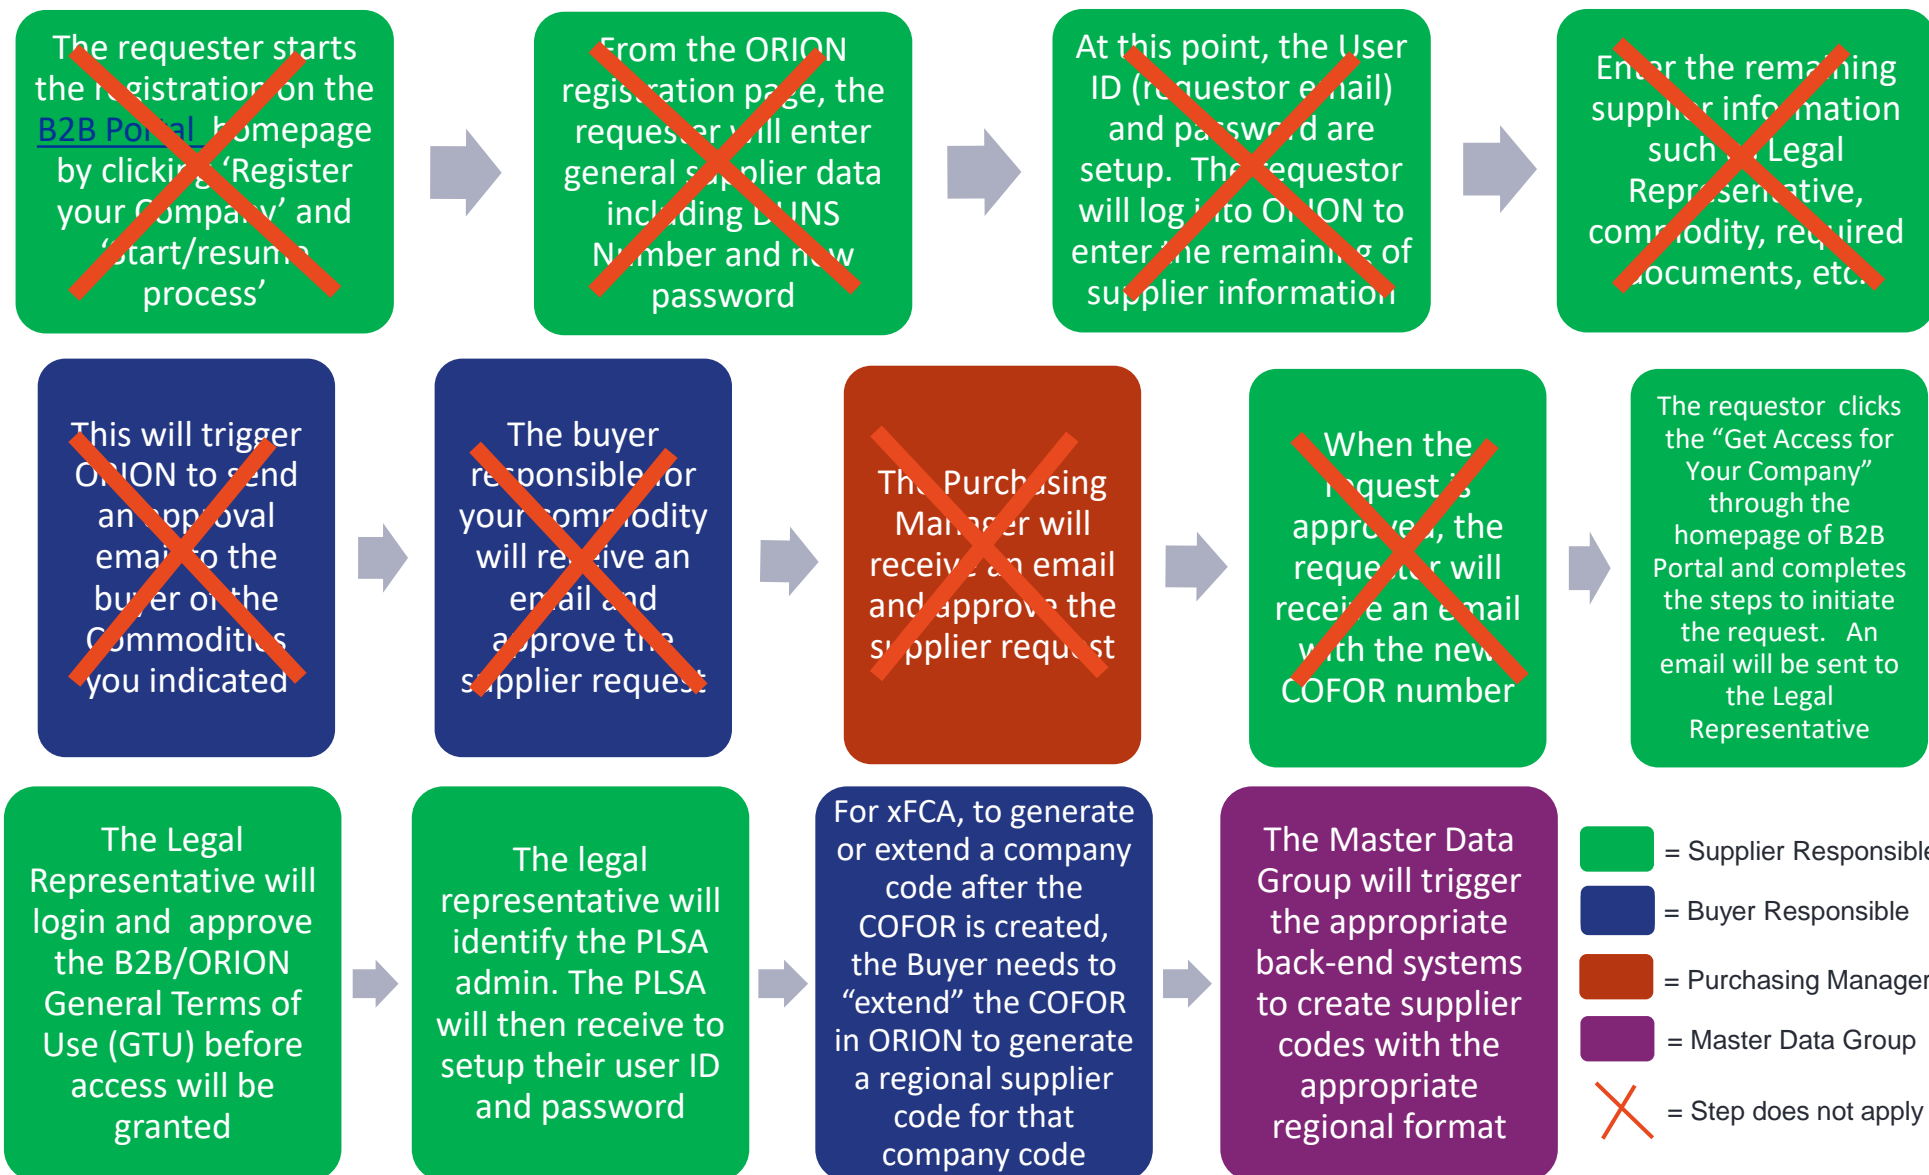 The requester starts
the registration on the
B2B Portal homepage
by clicking ‘Register
your Company’ and
‘Start/resume
process’
From the ORION
registration page, the
requester will enter
general supplier data
including DUNS
Number and new
password
At this point, the User
ID (requestor email)
and password are
setup. The requestor
will log into ORION to
enter the remaining of
supplier information
Enter the remaining
supplier information
such as Legal
Representative,
commodity, required
documents, etc.
This will trigger
ORION to send
an approval
email to the
buyer of the
Commodities
you indicated
The buyer
responsible for
your commodity
will receive an
email and
approve the
supplier request
The Purchasing
Manager will
receive an email
and approve the
supplier request
When the
request is
approved, the
requestor will
receive an email
with the new
COFOR number
The requestor clicks
the “Get Access for
Your Company”
through the
homepage of B2B
Portal and completes
the steps to initiate
the request. An
email will be sent to
the Legal
Representative
The Legal
Representative will
login and approve
the B2B/ORION
General Terms of
Use (GTU) before
access will be
granted
The legal
representative will
identify the PLSA
admin. The PLSA
will then receive to
setup their user ID
and password
For xFCA, to generate
or extend a company
code after the
COFOR is created,
the Buyer needs to
“extend” the COFOR
in ORION to generate
a regional supplier
code for that
company code
The Master Data
Group will trigger
the appropriate
back-end systems
to create supplier
codes with the
appropriate
regional format
= Supplier Responsible
= Buyer Responsible
= Purchasing Manager
= Master Data Group
= Step does not apply